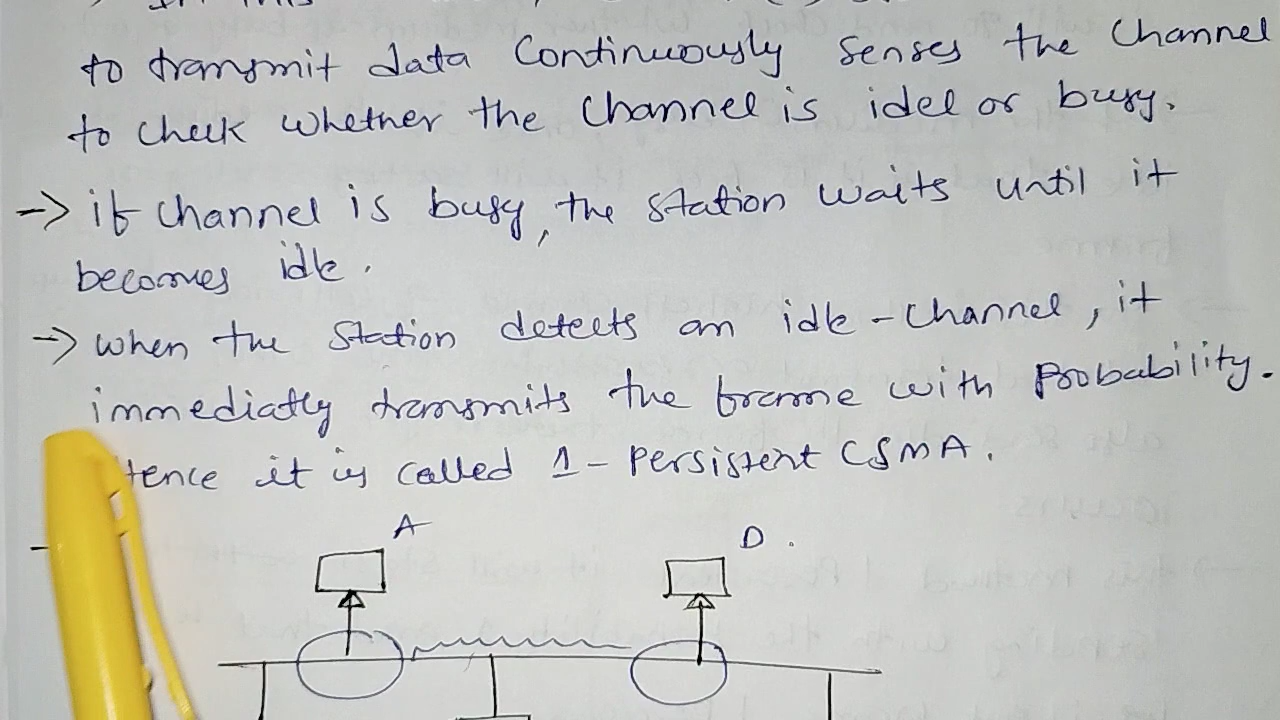 to transmit data Continuously senses the Channel
to check whether the Channel is idel or busy.
-> if channel is busy, the station waits until it
becomes idle.
-> when the Station detects an idle-channel, it
immediatly transmits the frame with Probability.
Hence it is called 1-Persistent CSMA.
A D.